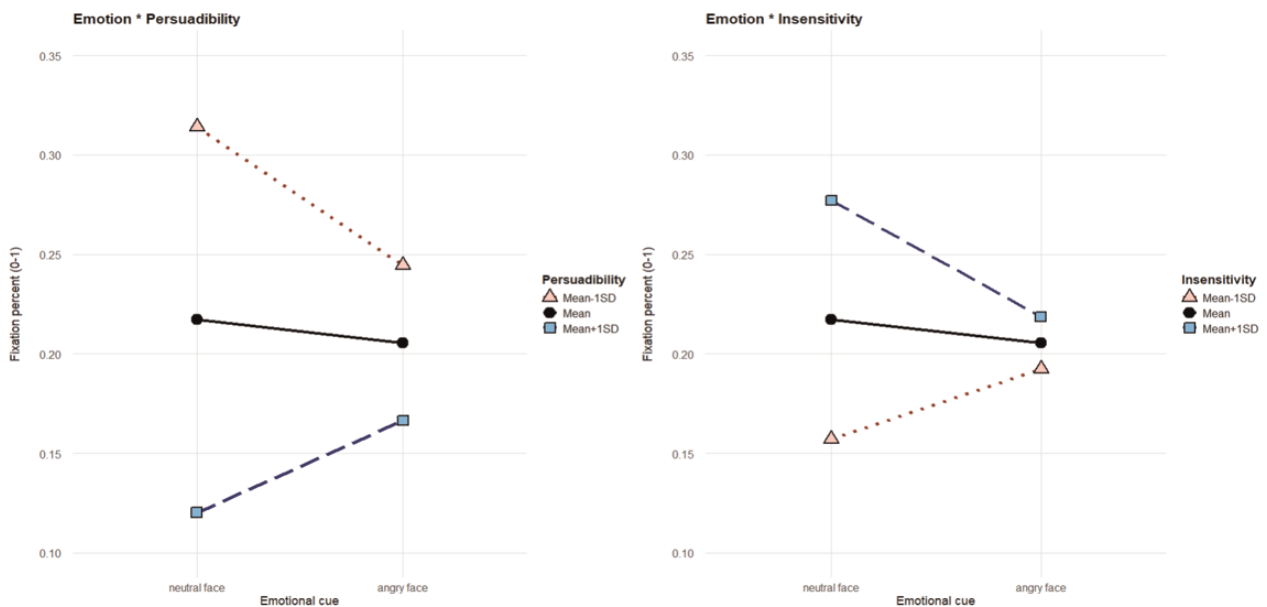 Emotion * Persuadibility
Fixation percent (0-1)
0.35
0.30
0.25
0.20
0.15
0.10
neutral face
angry face
Emotional cue
Persuadibility
Mean-1SD
Mean
Mean+1SD
Emotion * Insensitivity
Fixation percent (0-1)
0.35
0.30
0.25
0.20
0.15
0.10
neutral face
angry face
Emotional cue
Insensitivity
Mean-1SD
Mean
Mean+1SD